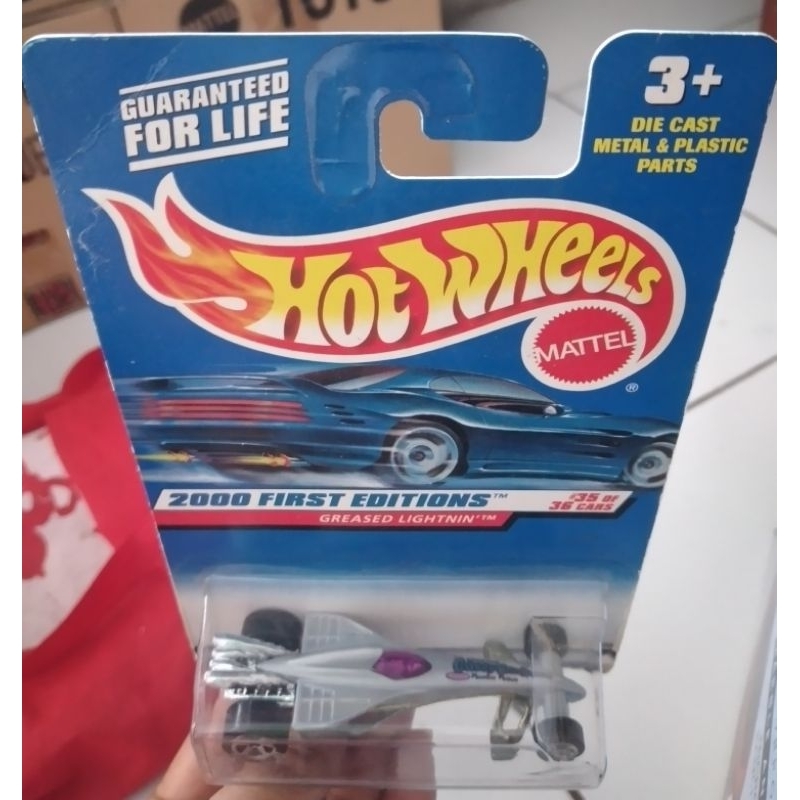 GUARANTEED
FOR LIFE
3+
DIE CAST
METAL & PLASTIC
PARTS
HOT WHEELS
MATTEL
®
2000 FIRST EDITIONS™
#35 OF
36 CARS
GREASED LIGHTNIN'™